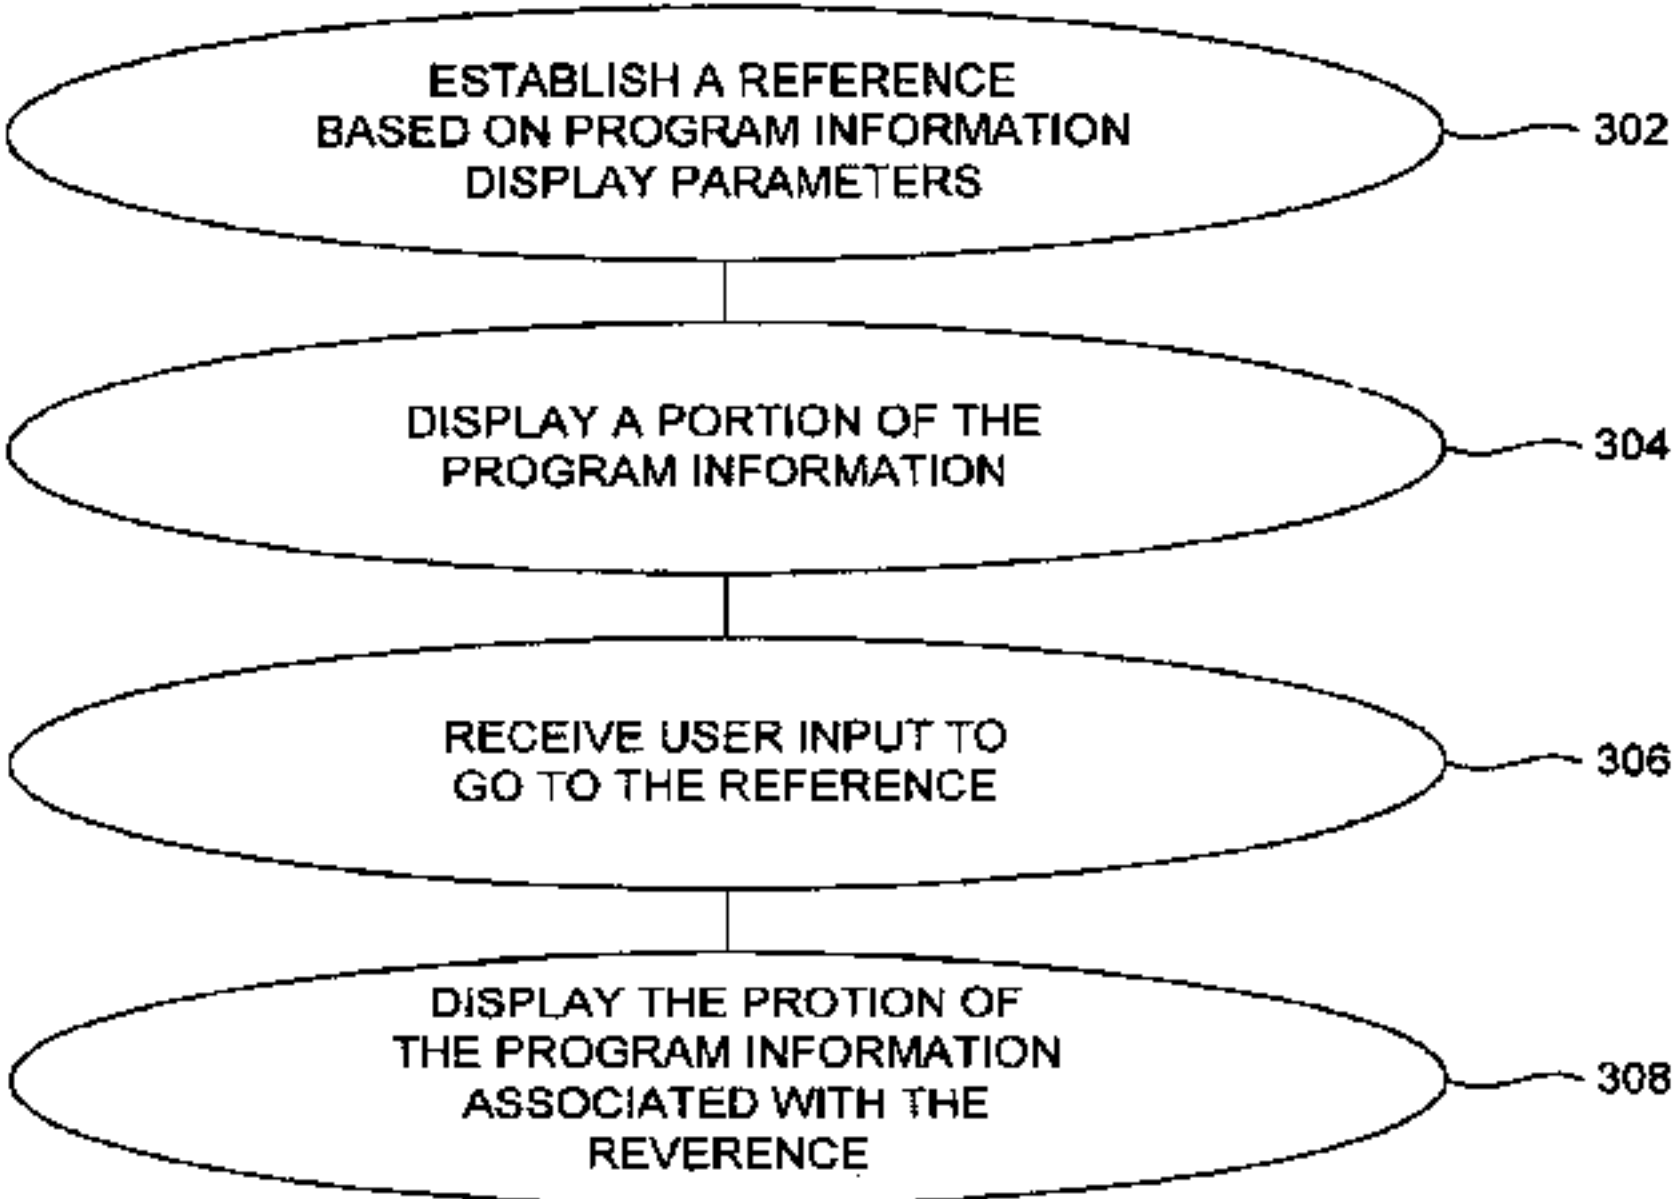 ESTABLISH A REFERENCE
BASED ON PROGRAM INFORMATION
DISPLAY PARAMETERS
302
DISPLAY A PORTION OF THE
PROGRAM INFORMATION
304
RECEIVE USER INPUT TO
GO TO THE REFERENCE
306
DISPLAY THE PROTION OF
THE PROGRAM INFORMATION
ASSOCIATED WITH THE
REVERENCE
308